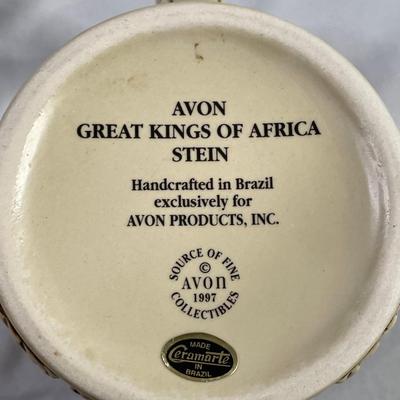 AVON
GREAT KINGS OF AFRICA
STEIN
Handcrafted in Brazil
exclusively for
AVON PRODUCTS, INC.
SOURCE OF FINE
©
AVON
1997
COLLECTIBLES
MADE
Ceramarte
IN
BRAZIL